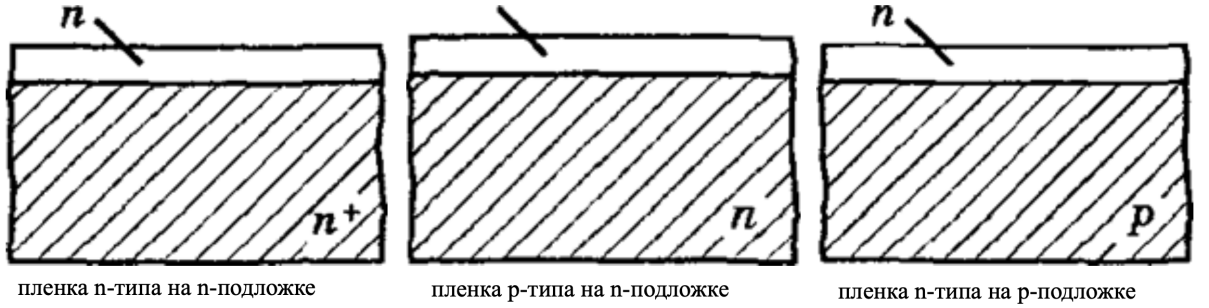 n
n
n⁺
n
p
пленка n-типа на n-подложке
пленка p-типа на n-подложке
пленка n-типа на p-подложке